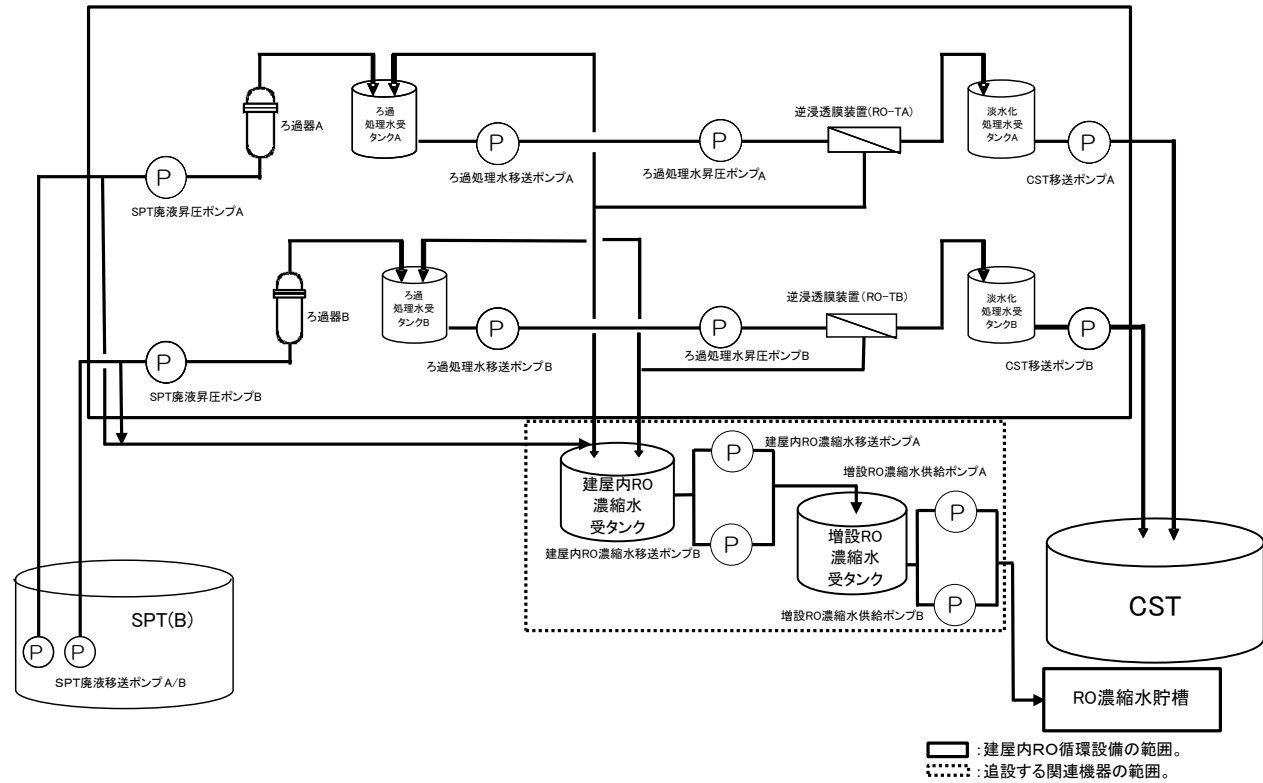 ろ過器A
ろ過
処理水受
タンクA
P
ろ過処理水移送ポンプA
P
ろ過処理水昇圧ポンプA
逆浸透膜装置(RO-TA)
淡水化
処理水受
タンクA
P
CST移送ポンプA
P
SPT廃液昇圧ポンプA
ろ過器B
ろ過
処理水受
タンクB
P
ろ過処理水移送ポンプB
P
ろ過処理水昇圧ポンプB
逆浸透膜装置(RO-TB)
淡水化
処理水受
タンクB
P
CST移送ポンプB
P
SPT廃液昇圧ポンプB
建屋内RO
濃縮水
受タンク
P
建屋内RO濃縮水移送ポンプA
P
建屋内RO濃縮水移送ポンプB
増設RO濃縮水供給ポンプA
P
増設RO
濃縮水
受タンク
P
増設RO濃縮水供給ポンプB
SPT(B)
P
P
SPT廃液移送ポンプA/B
CST
RO濃縮水貯槽
:建屋内RO循環設備の範囲。
:追設する関連機器の範囲。